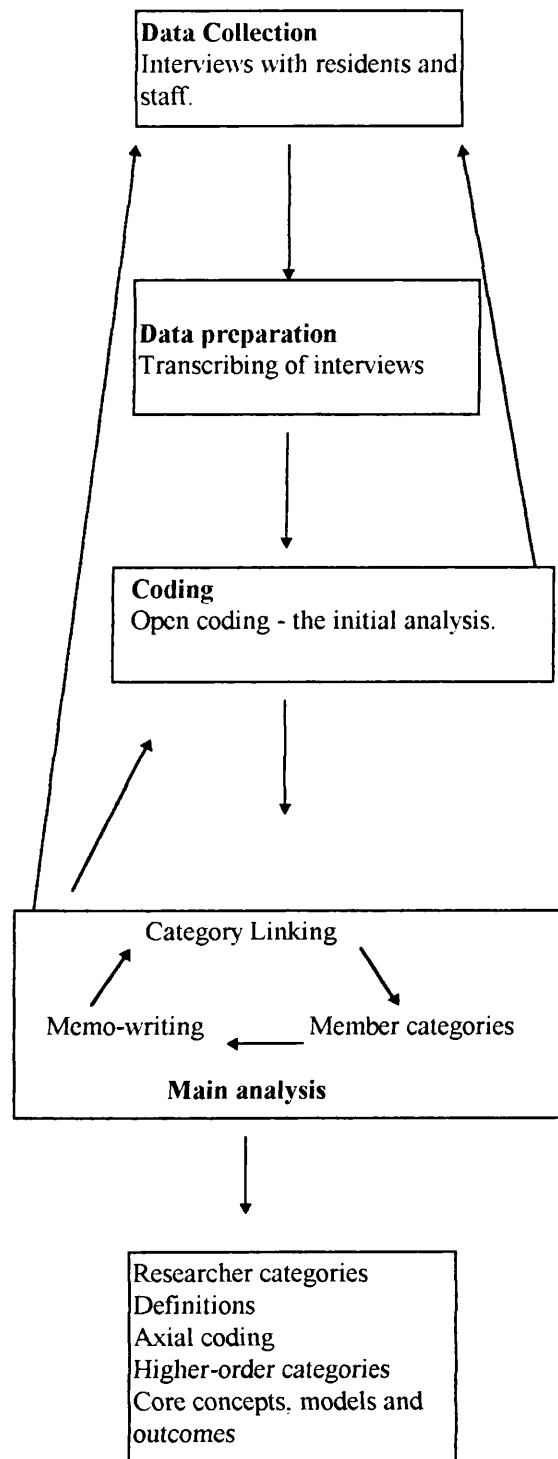 Data Collection
Interviews with residents and
staff.
Data preparation
Transcribing of interviews
Coding
Open coding - the initial analysis.
Category Linking
Memo-writing
Member categories
Main analysis
Researcher categories
Definitions
Axial coding
Higher-order categories
Core concepts, models and
outcomes